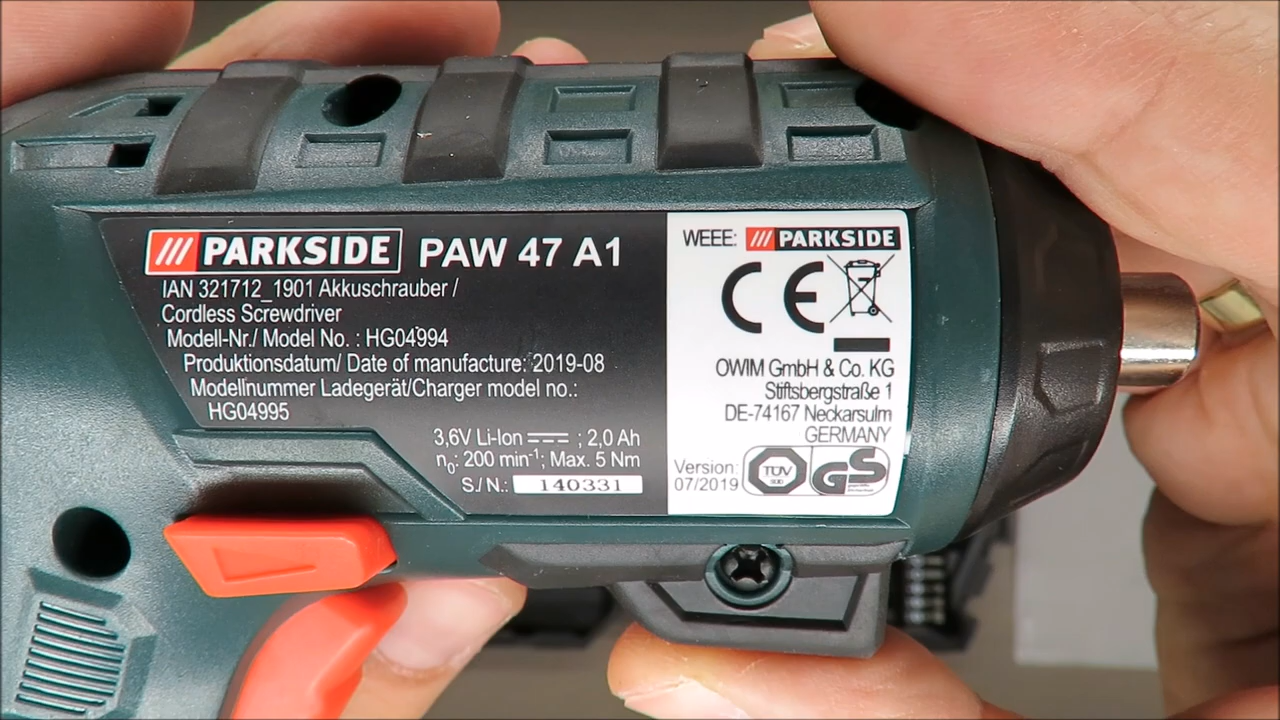 PARKSIDE PAW 47 A1
IAN 321712_1901 Akkuschrauber /
Cordless Screwdriver
Modell-Nr./ Model No. : HG04994
Produktionsdatum/ Date of manufacture: 2019-08
Modellnummer Ladegerät/Charger model no.:
HG04995
3,6V Li-Ion ; 2,0 Ah
n₀: 200 min⁻¹; Max. 5 Nm
S./ N.: 140331
WEEE: PARKSIDE
CE
OWIM GmbH & Co. KG
Stiftsbergstraße 1
DE-74167 Neckarsulm
GERMANY
Version:
07/2019
TÜV
SÜD
GS